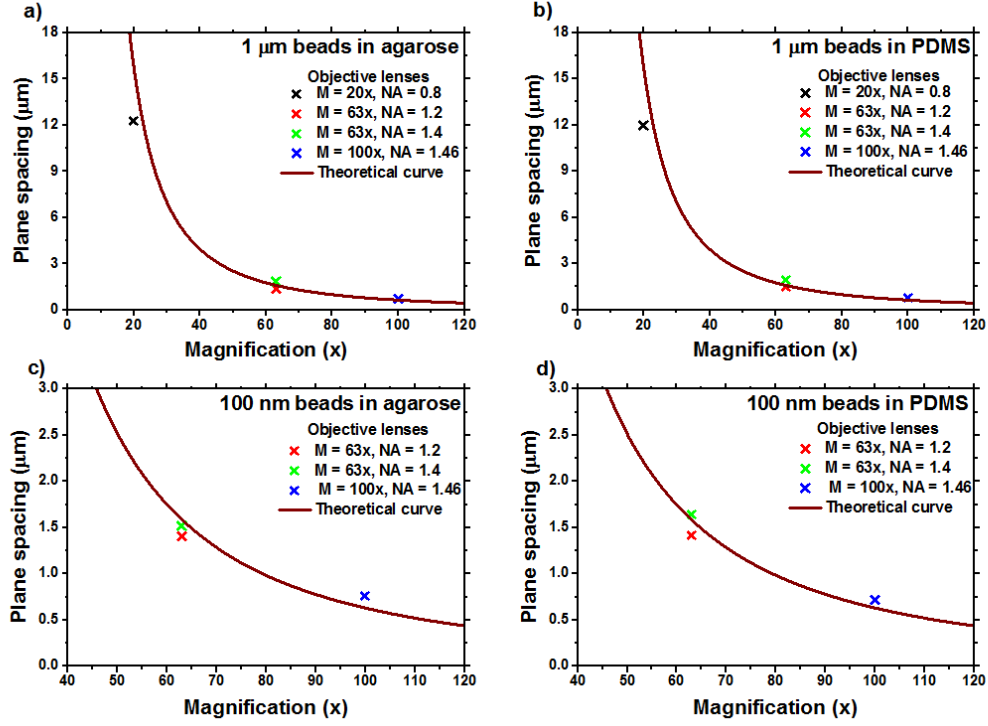 a)
1 μm beads in agarose
Objective lenses
M = 20x, NA = 0.8
M = 63x, NA = 1.2
M = 63x, NA = 1.4
M = 100x, NA = 1.46
Theoretical curve
Plane spacing (μm)
18
15
12
9
6
3
0
0 20 40 60 80 100 120
Magnification (x)
b)
1 μm beads in PDMS
Objective lenses
M = 20x, NA = 0.8
M = 63x, NA = 1.2
M = 63x, NA = 1.4
M = 100x, NA = 1.46
Theoretical curve
Plane spacing (μm)
18
15
12
9
6
3
0
0 20 40 60 80 100 120
Magnification (x)
c)
100 nm beads in agarose
Objective lenses
M = 63x, NA = 1.2
M = 63x, NA = 1.4
M = 100x, NA = 1.46
Theoretical curve
Plane spacing (μm)
3.0
2.5
2.0
1.5
1.0
0.5
0.0
40 50 60 70 80 90 100 110 120
Magnification (x)
d)
100 nm beads in PDMS
Objective lenses
M = 63x, NA = 1.2
M = 63x, NA = 1.4
M = 100x, NA = 1.46
Theoretical curve
Plane spacing (μm)
3.0
2.5
2.0
1.5
1.0
0.5
0.0
40 50 60 70 80 90 100 110 120
Magnification (x)